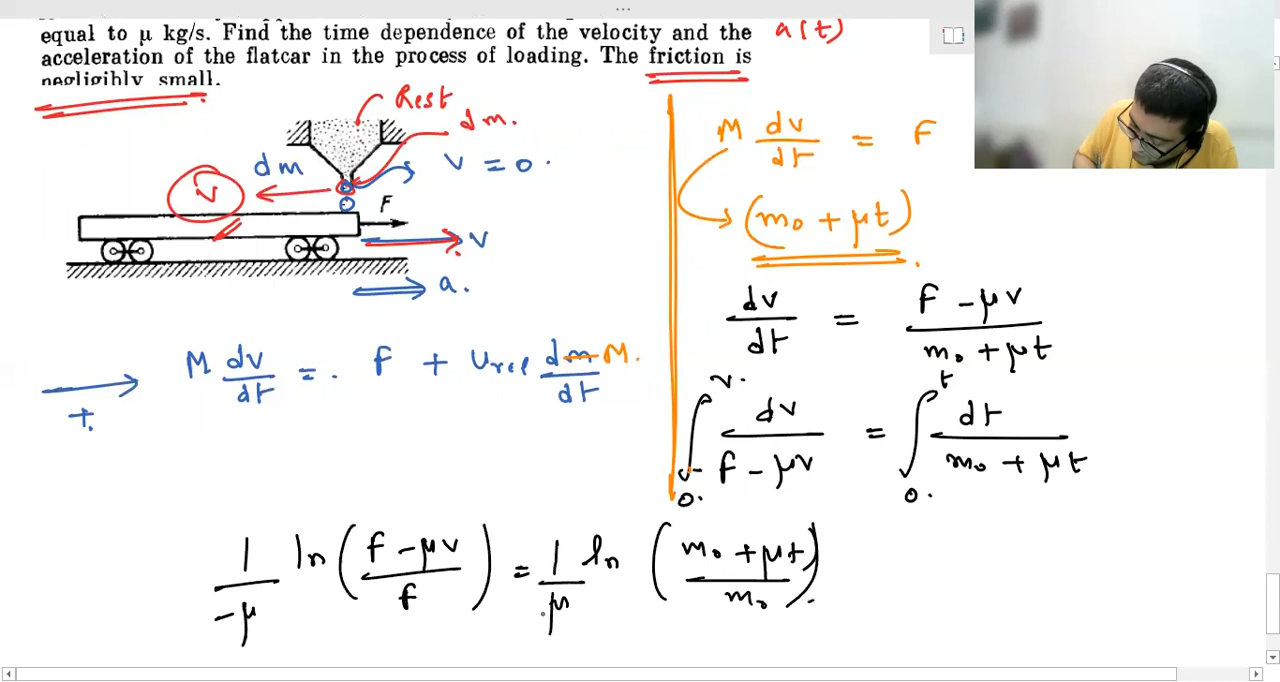 equal to μ kg/s. Find the time dependence of the velocity and the
a(t)
acceleration of the flatcar in the process of loading. The friction is
negligibly small.
Rest
dm.
dm
v = 0.
v
F
v
a.
M dv/dt = F
(m₀ + μt)
dv/dt = F - μv / m₀ + μt
M dv/dt = . F + Urel dm M. / dt
+.
∫₀.ᵛ· dv / F - μv = ∫₀.ᵗ dt / m₀ + μt
1/-μ ln (F - μv / F) = 1/μ ln (m₀ + μt / m₀).